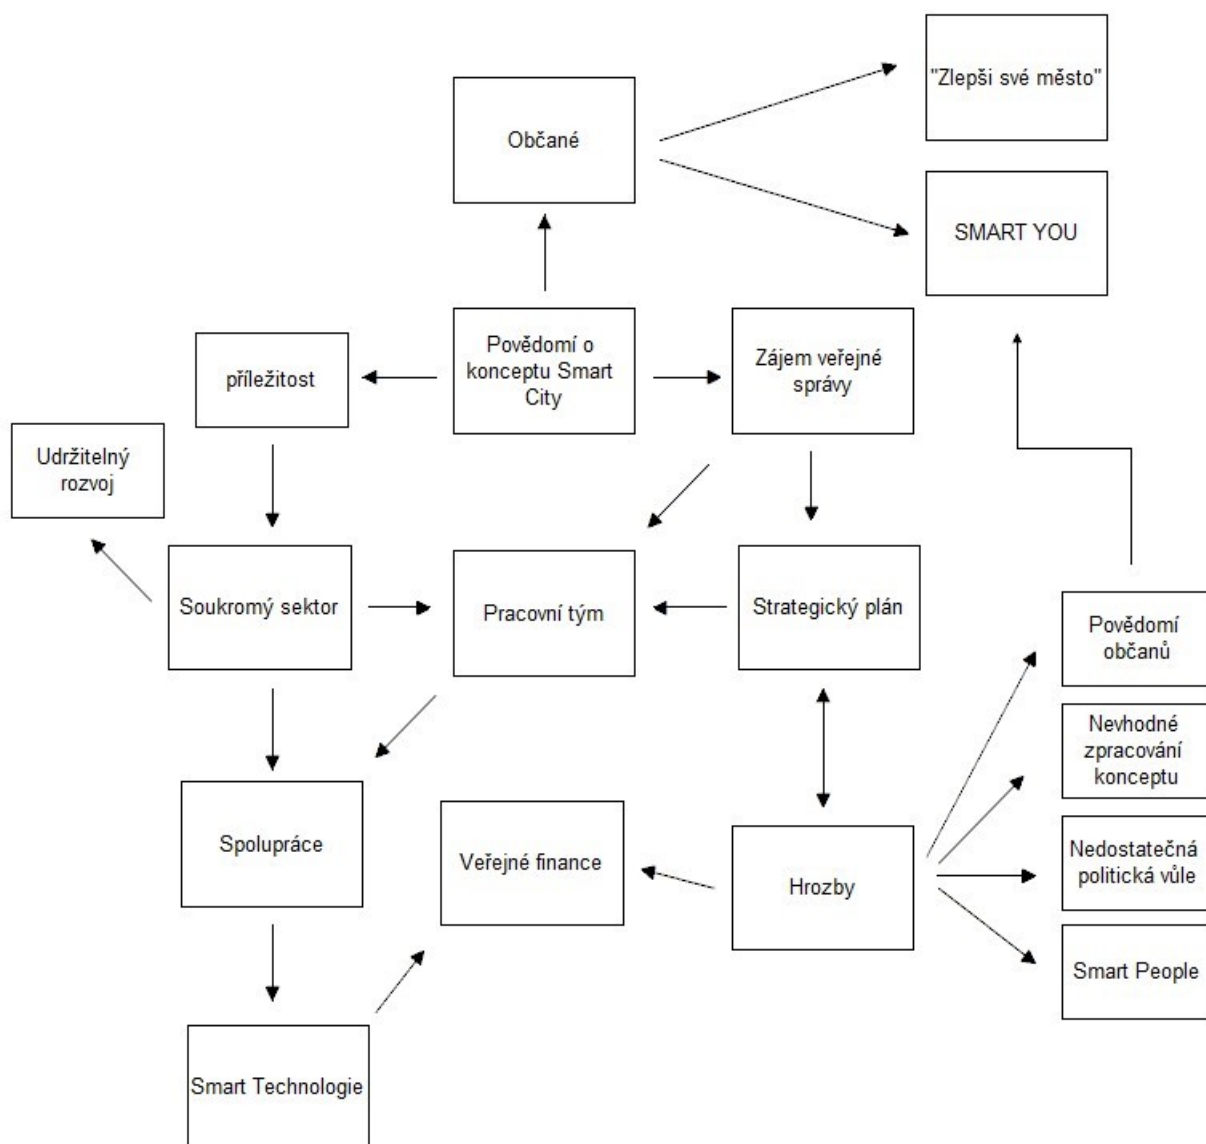 "Zlepši své město"
Občané
SMART YOU
Povědomí o
konceptu Smart
City
Zájem veřejné
správy
příležitost
Udržitelný
rozvoj
Soukromý sektor
Pracovní tým
Strategický plán
Povědomí
občanů
Nevhodné
zpracování
konceptu
Spolupráce
Veřejné finance
Hrozby
Nedostatečná
politická vůle
Smart People
Smart Technologie